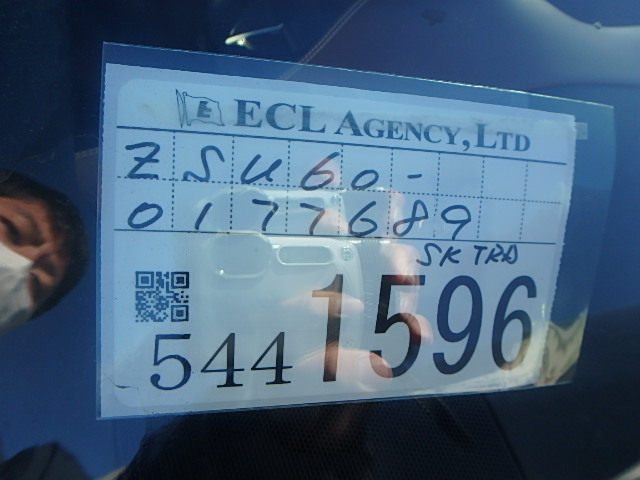 E ECL AGENCY, LTD
ZSU60-
0177689
SK TRD
5441596